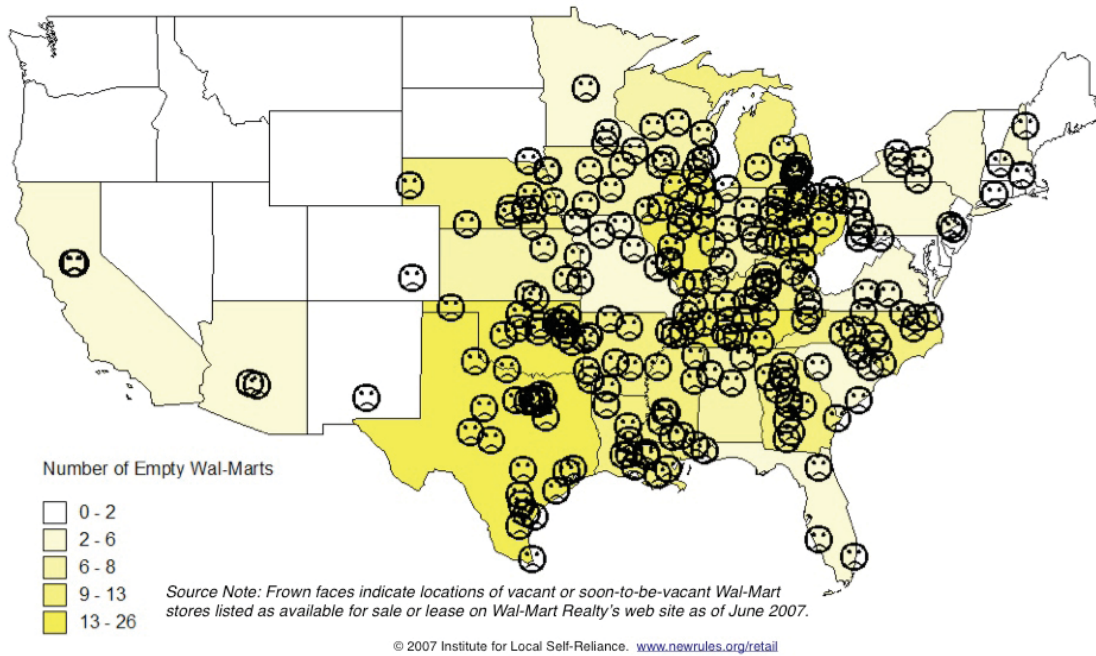 Number of Empty Wal-Marts
0 - 2
2 - 6
6 - 8
9 - 13
13 - 26
Source Note: Frown faces indicate locations of vacant or soon-to-be-vacant Wal-Mart
stores listed as available for sale or lease on Wal-Mart Realty's web site as of June 2007.
© 2007 Institute for Local Self-Reliance. www.newrules.org/retail